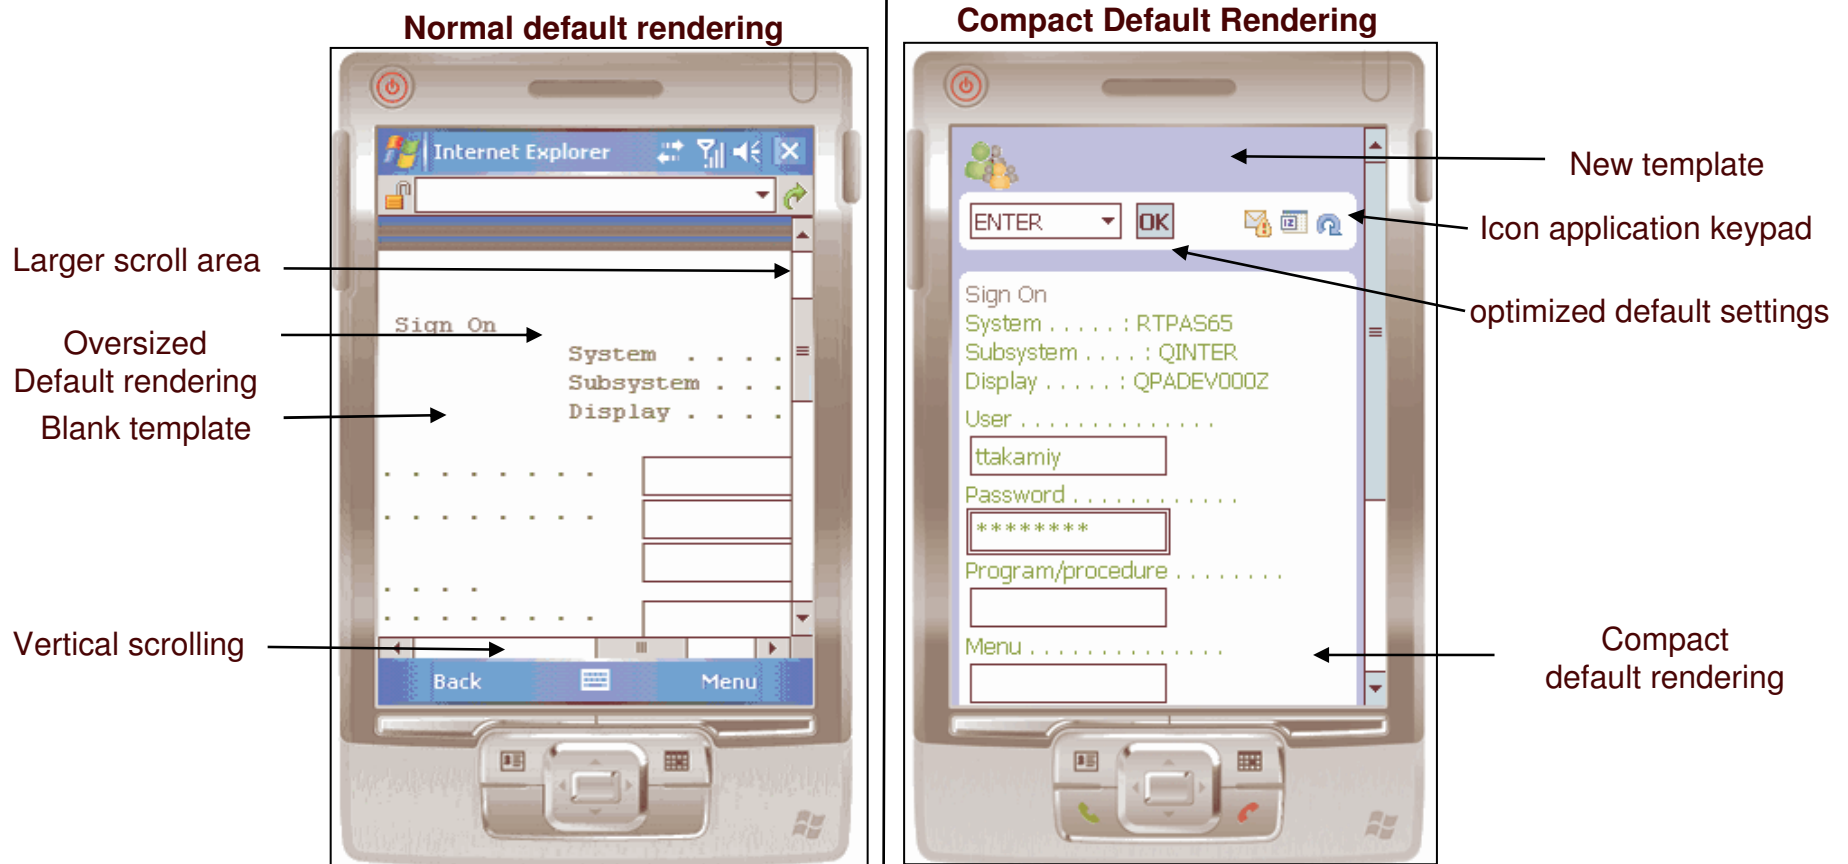 Normal default rendering
Larger scroll area
Oversized
Default rendering
Blank template
Vertical scrolling
Internet Explorer
Sign On
System . . . .
Subsystem . . .
Display . . . .
. . . . . . . . .
. . . . . . . . .
. . . .
. . . . . . . . .
Back
Menu
Compact Default Rendering
ENTER
OK
Sign On
System . . . . . : RTPAS65
Subsystem . . . . : QINTER
Display . . . . . : QPADEV000Z
User . . . . . . . . . . . . . .
ttakamiy
Password . . . . . . . . . . . .
********
Program/procedure . . . . . . . .
Menu . . . . . . . . . . . . . .
New template
Icon application keypad
optimized default settings
Compact
default rendering